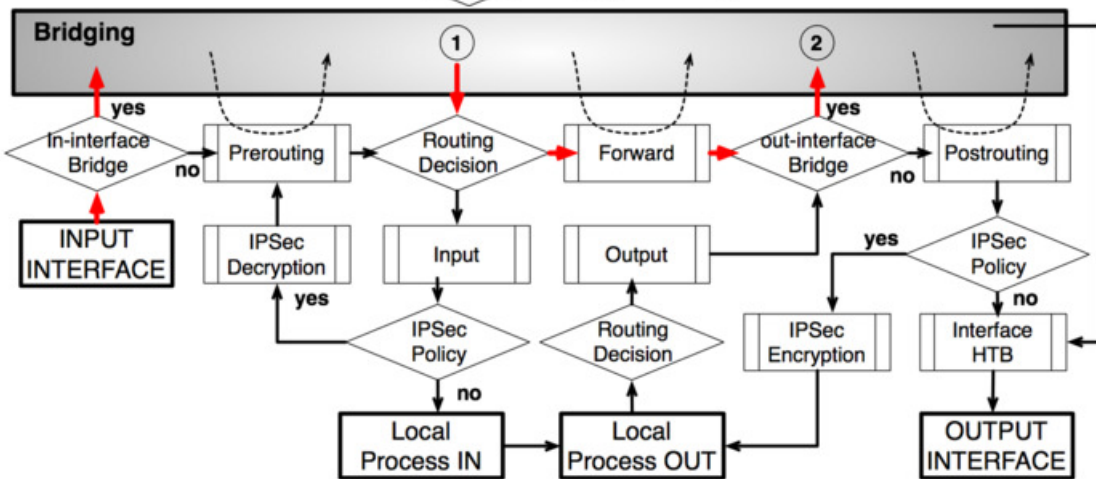 Bridging
1
2
yes
yes
In-interface
Bridge
no
Prerouting
Routing
Decision
Forward
out-interface
Bridge
no
Postrouting
INPUT
INTERFACE
IPSec
Decryption
yes
Input
Output
yes
IPSec
Policy
no
IPSec
Policy
no
Routing
Decision
IPSec
Encryption
Interface
HTB
Local
Process IN
Local
Process OUT
OUTPUT
INTERFACE